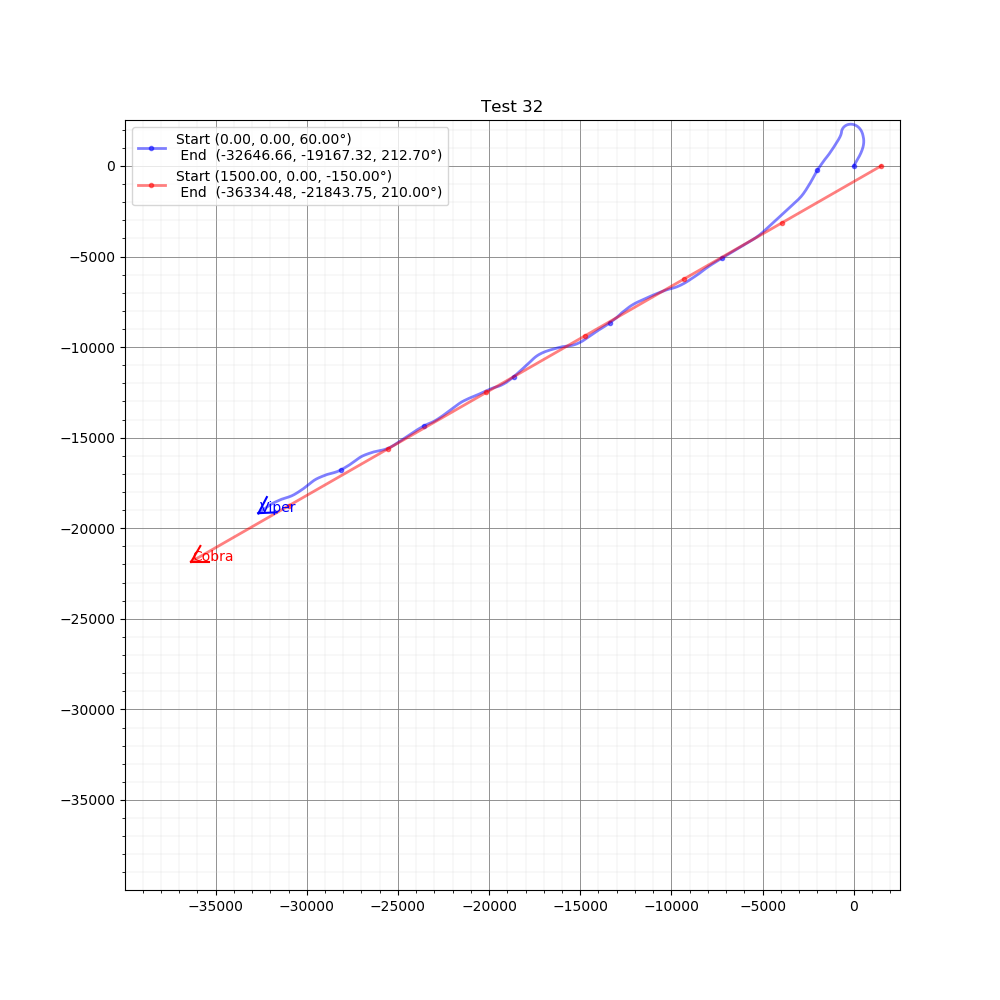 Test 32
Start (0.00, 0.00, 60.00°)
End  (-32646.66, -19167.32, 212.70°)
Start (1500.00, 0.00, -150.00°)
End  (-36334.48, -21843.75, 210.00°)
0
−5000
−10000
−15000
−20000
−25000
−30000
−35000
Viper
Cobra
−35000
−30000
−25000
−20000
−15000
−10000
−5000
0